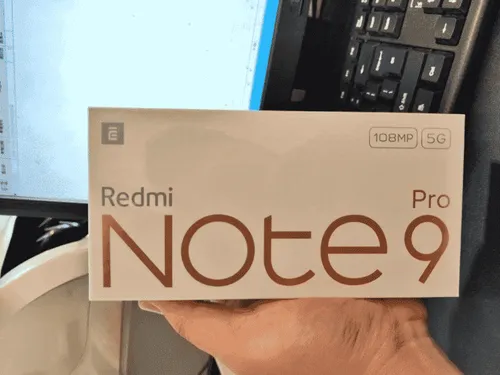 108MP 5G
Redmi Pro
Note 9